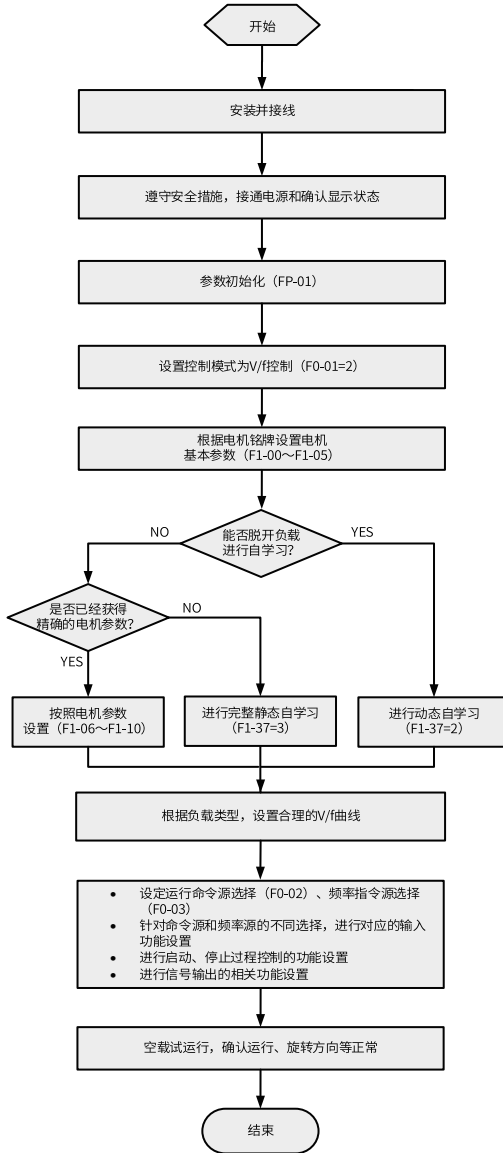 开始
安装并接线
遵守安全措施，接通电源和确认显示状态
参数初始化（FP-01）
设置控制模式为V/f控制（F0-01=2）
根据电机铭牌设置电机
基本参数（F1-00～F1-05）
能否脱开负载
进行自学习？
NO
YES
是否已经获得
精确的电机参数？
NO
YES
按照电机参数
设置（F1-06～F1-10）
进行完整静态自学习
（F1-37=3）
进行动态自学习
（F1-37=2）
根据负载类型，设置合理的V/f曲线
• 设定运行命令源选择（F0-02）、频率指令源选择
（F0-03）
• 针对命令源和频率源的不同选择，进行对应的输入
功能设置
• 进行启动、停止过程控制的功能设置
• 进行信号输出的相关功能设置
空载试运行，确认运行、旋转方向等正常
结束